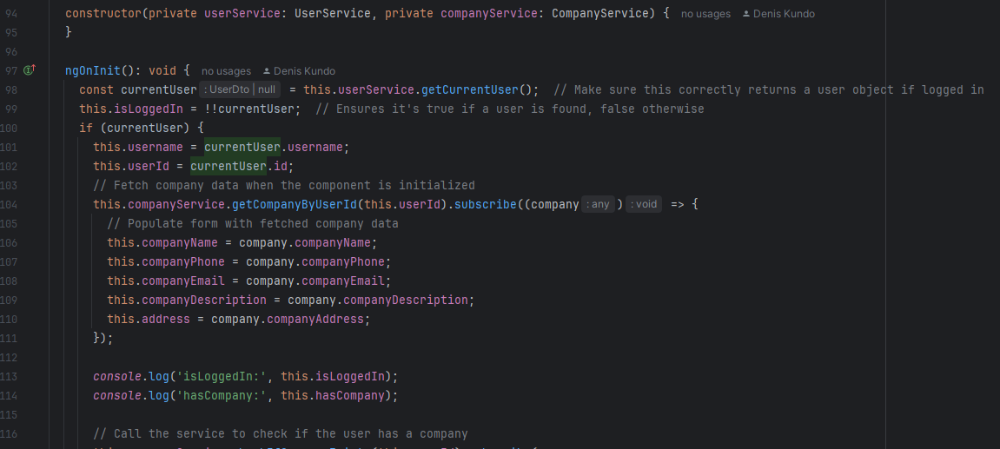 94 constructor(private userService: UserService, private companyService: CompanyService) { no usages Denis Kundo
95 }
96
97 ngOnInit(): void { no usages Denis Kundo
98 const currentUser : UserDto | null = this.userService.getCurrentUser(); // Make sure this correctly returns a user object if logged in
99 this.isLoggedIn = !!currentUser; // Ensures it's true if a user is found, false otherwise
100 if (currentUser) {
101 this.username = currentUser.username;
102 this.userId = currentUser.id;
103 // Fetch company data when the component is initialized
104 this.companyService.getCompanyByUserId(this.userId).subscribe((company : any ) : void => {
105 // Populate form with fetched company data
106 this.companyName = company.companyName;
107 this.companyPhone = company.companyPhone;
108 this.companyEmail = company.companyEmail;
109 this.companyDescription = company.companyDescription;
110 this.address = company.companyAddress;
111 });
112
113 console.log('isLoggedIn:', this.isLoggedIn);
114 console.log('hasCompany:', this.hasCompany);
115
116 // Call the service to check if the user has a company